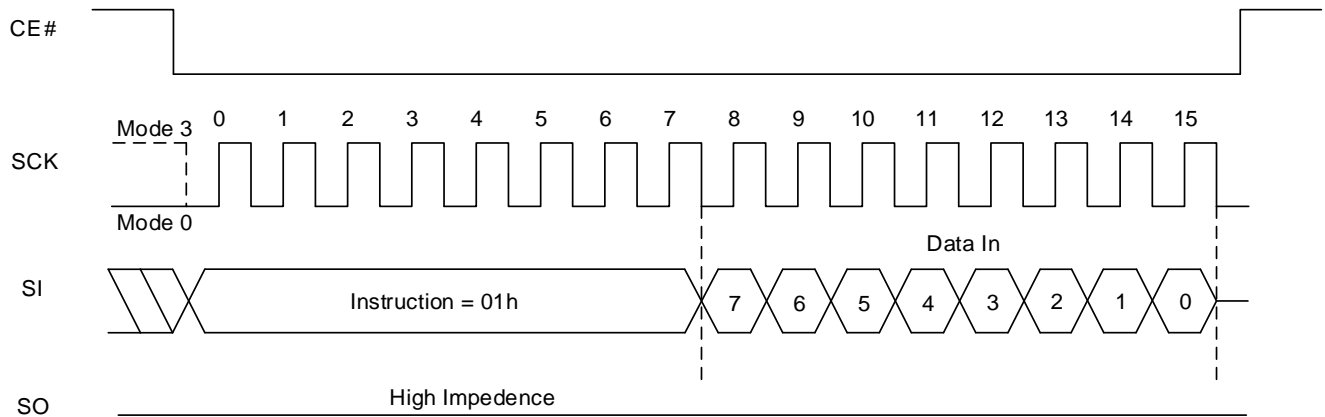 CE#
Mode 3
0 1 2 3 4 5 6 7 8 9 10 11 12 13 14 15
SCK
Mode 0
Data In
SI
Instruction = 01h
7 6 5 4 3 2 1 0
High Impedence
SO